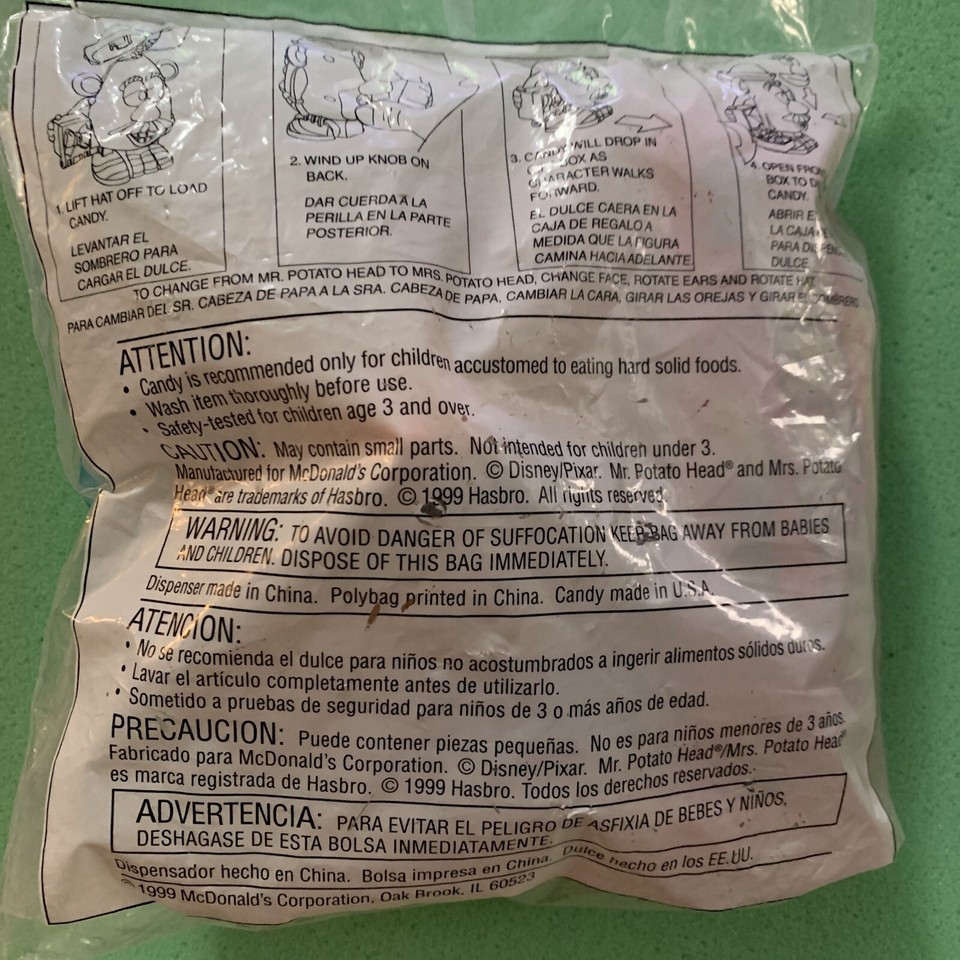 1. LIFT HAT OFF TO LOAD
CANDY.
LEVANTAR EL
SOMBRERO PARA
CARGAR EL DULCE.
2. WIND UP KNOB ON
BACK.
DAR CUERDA A LA
PERILLA EN LA PARTE
POSTERIOR.
3. CANDY WILL DROP IN
BOX AS
CHARACTER WALKS
FORWARD.
EL DULCE CAERA EN LA
CAJA DE REGALO A
MEDIDA QUE LA FIGURA
CAMINA HACIA ADELANTE.
4. OPEN
BOX TO
CANDY.
ABRIR
LA CAJA
PARA
DULCE
TO CHANGE FROM MR. POTATO HEAD TO MRS. POTATO HEAD, CHANGE FACE, ROTATE EARS AND ROTATE HAT
PARA CAMBIAR DEL SR. CABEZA DE PAPA A LA SRA. CABEZA DE PAPA, CAMBIAR LA CARA, GIRAR LAS OREJAS Y GIRAR EL SOMBRERO
ATTENTION:
• Candy is recommended only for children accustomed to eating hard solid foods.
• Wash item thoroughly before use.
• Safety-tested for children age 3 and over.
CAUTION: May contain small parts. Not intended for children under 3.
Manufactured for McDonald's Corporation. © Disney/Pixar. Mr. Potato Head® and Mrs. Potato
Head® are trademarks of Hasbro. © 1999 Hasbro. All rights reserved.
WARNING: TO AVOID DANGER OF SUFFOCATION KEEP BAG AWAY FROM BABIES
AND CHILDREN. DISPOSE OF THIS BAG IMMEDIATELY.
Dispenser made in China. Polybag printed in China. Candy made in U.S.A.
ATENCION:
• No se recomienda el dulce para niños no acostumbrados a ingerir alimentos sólidos duros.
• Lavar el artículo completamente antes de utilizarlo.
• Sometido a pruebas de seguridad para niños de 3 o más años de edad.
PRECAUCION: Puede contener piezas pequeñas. No es para niños menores de 3 años.
Fabricado para McDonald's Corporation. © Disney/Pixar. Mr. Potato Head®/Mrs. Potato Head®
es marca registrada de Hasbro. © 1999 Hasbro. Todos los derechos reservados.
ADVERTENCIA: PARA EVITAR EL PELIGRO DE ASFIXIA DE BEBES Y NIÑOS,
DESHAGASE DE ESTA BOLSA INMEDIATAMENTE.
Dispensador hecho en China. Bolsa impresa en China. Dulce hecho en los EE.UU.
© 1999 McDonald's Corporation, Oak Brook, IL 60523